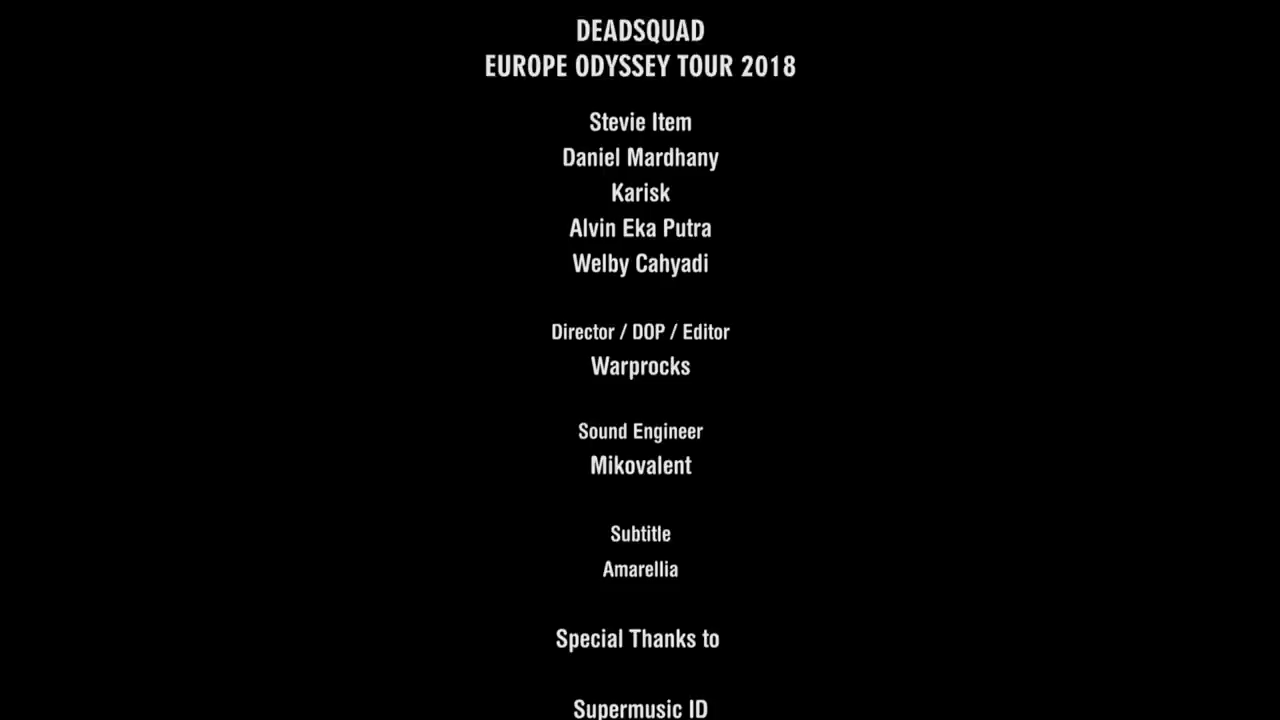 DEADSQUAD
EUROPE ODYSSEY TOUR 2018
Stevie Item
Daniel Mardhany
Karisk
Alvin Eka Putra
Welby Cahyadi
Director / DOP / Editor
Warprocks
Sound Engineer
Mikovalent
Subtitle
Amarellia
Special Thanks to
Supermusic ID